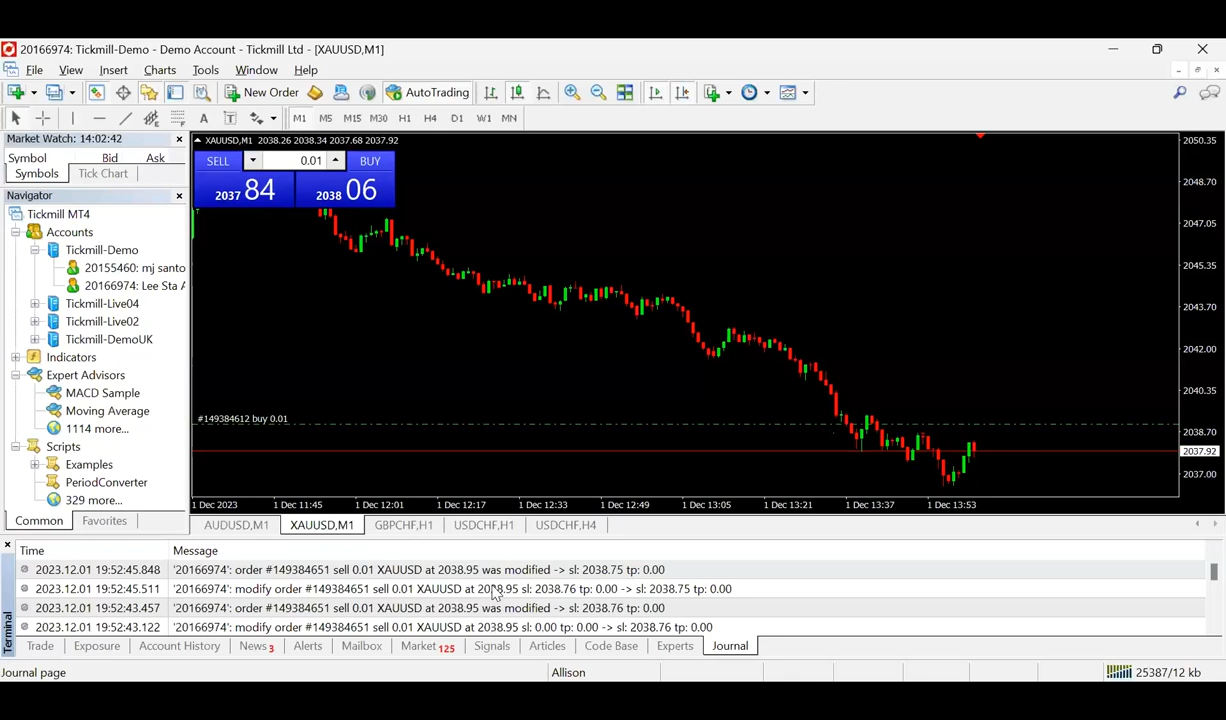 20166974: Tickmill-Demo - Demo Account - Tickmill Ltd - [XAUUSD,M1]
File View Insert Charts Tools Window Help
New Order AutoTrading
A T M1 M5 M15 M30 H1 H4 D1 W1 MN
Market Watch: 14:02:42
Symbol Bid Ask
Symbols Tick Chart
Navigator
Tickmill MT4
Accounts
Tickmill-Demo
20155460: mj santo
20166974: Lee Sta A
Tickmill-Live04
Tickmill-Live02
Tickmill-DemoUK
Indicators
Expert Advisors
MACD Sample
Moving Average
1114 more...
Scripts
Examples
PeriodConverter
329 more...
Common Favorites
XAUUSD,M1 2038.26 2038.34 2037.68 2037.92
SELL 0.01 BUY
2037 84 2038 06
#149384612 buy 0.01
2050.35
2048.70
2047.05
2045.35
2043.70
2042.00
2040.35
2038.70
2037.92
2037.00
1 Dec 2023 1 Dec 11:45 1 Dec 12:01 1 Dec 12:17 1 Dec 12:33 1 Dec 12:49 1 Dec 13:05 1 Dec 13:21 1 Dec 13:37 1 Dec 13:53
AUDUSD,M1 XAUUSD,M1 GBPCHF,H1 USDCHF,H1 USDCHF,H4
Time Message
2023.12.01 19:52:45.848 '20166974': order #149384651 sell 0.01 XAUUSD at 2038.95 was modified -> sl: 2038.75 tp: 0.00
2023.12.01 19:52:45.511 '20166974': modify order #149384651 sell 0.01 XAUUSD at 2038.95 sl: 2038.76 tp: 0.00 -> sl: 2038.75 tp: 0.00
2023.12.01 19:52:43.457 '20166974': order #149384651 sell 0.01 XAUUSD at 2038.95 was modified -> sl: 2038.76 tp: 0.00
2023.12.01 19:52:43.122 '20166974': modify order #149384651 sell 0.01 XAUUSD at 2038.95 sl: 0.00 tp: 0.00 -> sl: 2038.76 tp: 0.00
Terminal
Trade Exposure Account History News 3 Alerts Mailbox Market 125 Signals Articles Code Base Experts Journal
Journal page Allison 25387/12 kb